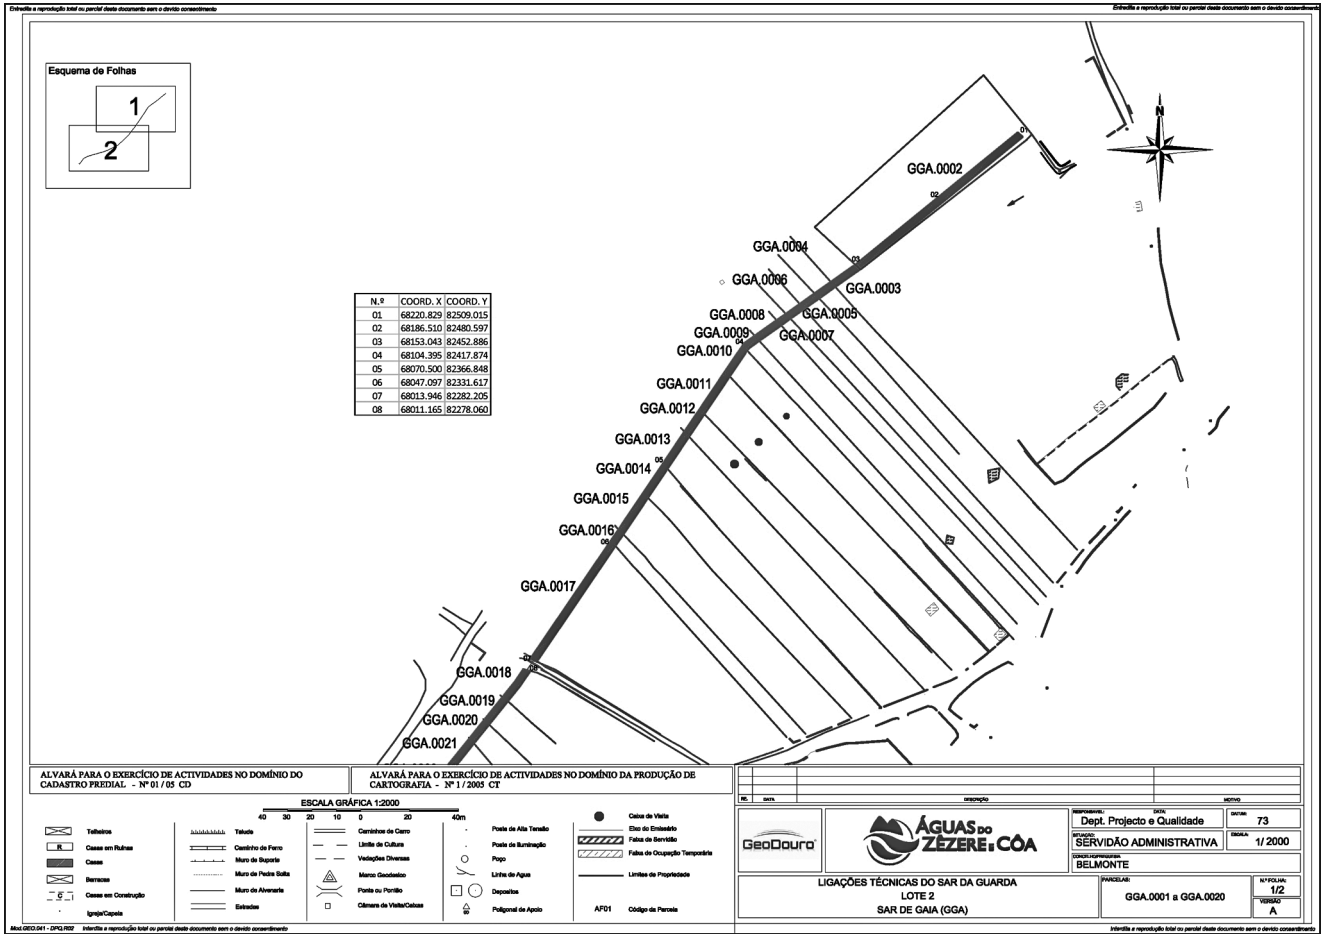 Entredita a reprodução total ou parcial deste documento sem o devido consentimento
Entredita a reprodução total ou parcial deste documento sem o devido consentimento
Esquema de Folhas
1
2
N
01
GGA.0002
02
03
GGA.0004
GGA.0003
GGA.0006
GGA.0005
GGA.0008
GGA.0007
GGA.0009
04
GGA.0010
GGA.0011
GGA.0012
GGA.0013
05
GGA.0014
GGA.0015
GGA.0016
06
GGA.0017
07
08
GGA.0018
GGA.0019
GGA.0020
GGA.0021
N.º COORD. X COORD. Y
01 68220.829 82509.015
02 68186.510 82480.597
03 68153.043 82452.886
04 68104.395 82417.874
05 68070.500 82366.848
06 68047.097 82331.617
07 68013.946 82282.205
08 68011.165 82278.060
ALVARÁ PARA O EXERCÍCIO DE ACTIVIDADES NO DOMÍNIO DO
CADASTRO PREDIAL - Nº 01 / 05 CD
ALVARÁ PARA O EXERCÍCIO DE ACTIVIDADES NO DOMÍNIO DA PRODUÇÃO DE
CARTOGRAFIA - Nº 1 / 2005 CT
ESCALA GRÁFICA 1:2000
40 30 20 10 0 20 40m
Telheiros
R Casas em Ruínas
Casas
Barracas
C Casas em Construção
Igreja/Capela
Talude
Caminho de Ferro
Muro de Suporte
Muro de Pedra Solta
Muro de Alvenaria
Estradas
Caminhos de Carro
Limite de Cultura
Vedações Diversas
Marco Geodesico
Ponte ou Pontão
Câmara de Visita/Caixas
Poste de Alta Tensão
Poste de Iluminação
Poço
Linha de Agua
Depositos
Poligonal de Apoio
Caixa de Visita
Eixo do Emissário
Faixa de Servidão
Faixa de Ocupação Temporária
Limites de Propriedade
AF01 Código da Parcela
RE. DATA DESCRIÇÃO MOTIVO
GeoDouro
ÁGUAS DO
ZÊZERE E CÔA
RESPONSAVEL: DATA:
Dept. Projecto e Qualidade
DATUM:
73
SITUAÇÃO:
SERVIDÃO ADMINISTRATIVA
ESCALA:
1/ 2000
BELMONTE
LIGAÇÕES TÉCNICAS DO SAR DA GUARDA
LOTE 2
SAR DE GAIA (GGA)
PARCELAS:
GGA.0001 a GGA.0020
N.º FOLHA:
1/2
VERSÃO
A
Mod.GEO.041 - DPQ.R02 Interdita a reprodução total ou parcial deste documento sem o devido consentimento
Interdita a reprodução total ou parcial deste documento sem o devido consentimento